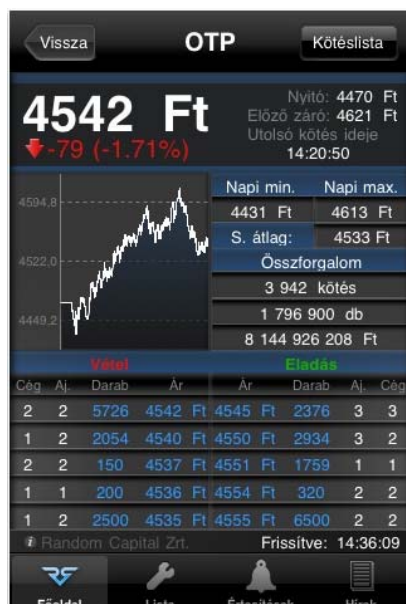 Vissza OTP Kötéslista
4542 Ft
-79 (-1.71%)
Nyitó: 4470 Ft
Előző záró: 4621 Ft
Utolsó kötés ideje
14:20:50
4594,8
4522,0
4449,2
Napi min. Napi max.
4431 Ft 4613 Ft
S. átlag: 4533 Ft
Összforgalom
3 942 kötés
1 796 900 db
8 144 926 208 Ft
Vétel Eladás
Cég Aj. Darab Ár Ár Darab Aj. Cég
2 2 5726 4542 Ft 4545 Ft 2376 3 3
1 2 2054 4540 Ft 4550 Ft 2934 3 2
2 2 150 4537 Ft 4551 Ft 1759 1 1
1 1 200 4536 Ft 4554 Ft 320 2 2
1 2 2500 4535 Ft 4555 Ft 6500 2 2
i Random Capital Zrt. Frissítve: 14:36:09
Főoldal Lista Értesítések Hírek